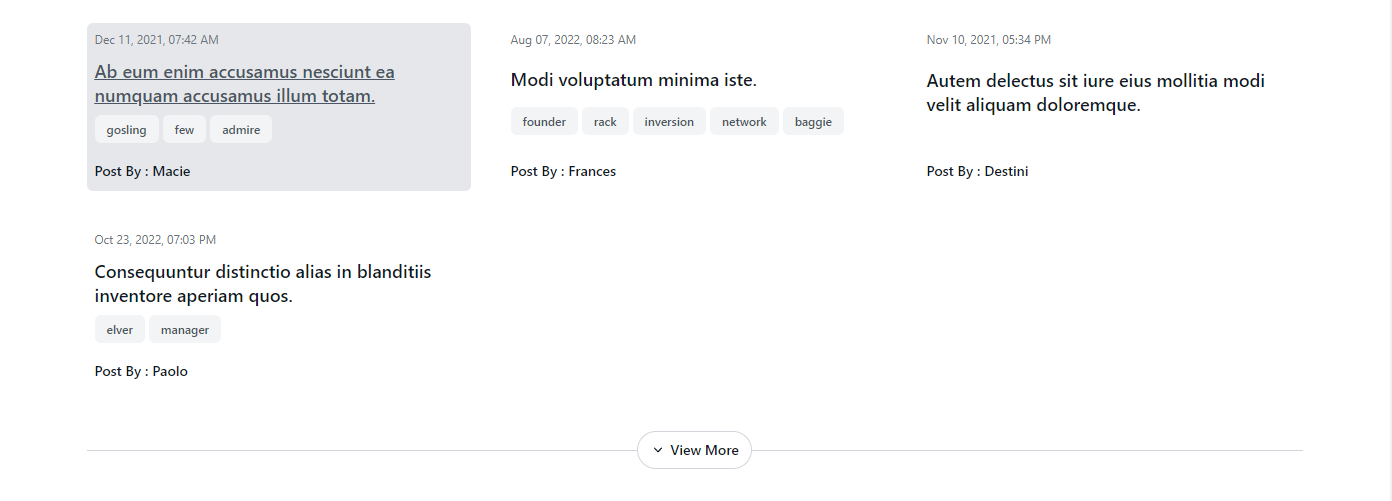 Dec 11, 2021, 07:42 AM
Ab eum enim accusamus nesciunt ea
numquam accusamus illum totam.
gosling few admire
Post By : Macie
Aug 07, 2022, 08:23 AM
Modi voluptatum minima iste.
founder rack inversion network baggie
Post By : Frances
Nov 10, 2021, 05:34 PM
Autem delectus sit iure eius mollitia modi
velit aliquam doloremque.
Post By : Destini
Oct 23, 2022, 07:03 PM
Consequuntur distinctio alias in blanditiis
inventore aperiam quos.
elver manager
Post By : Paolo
View More